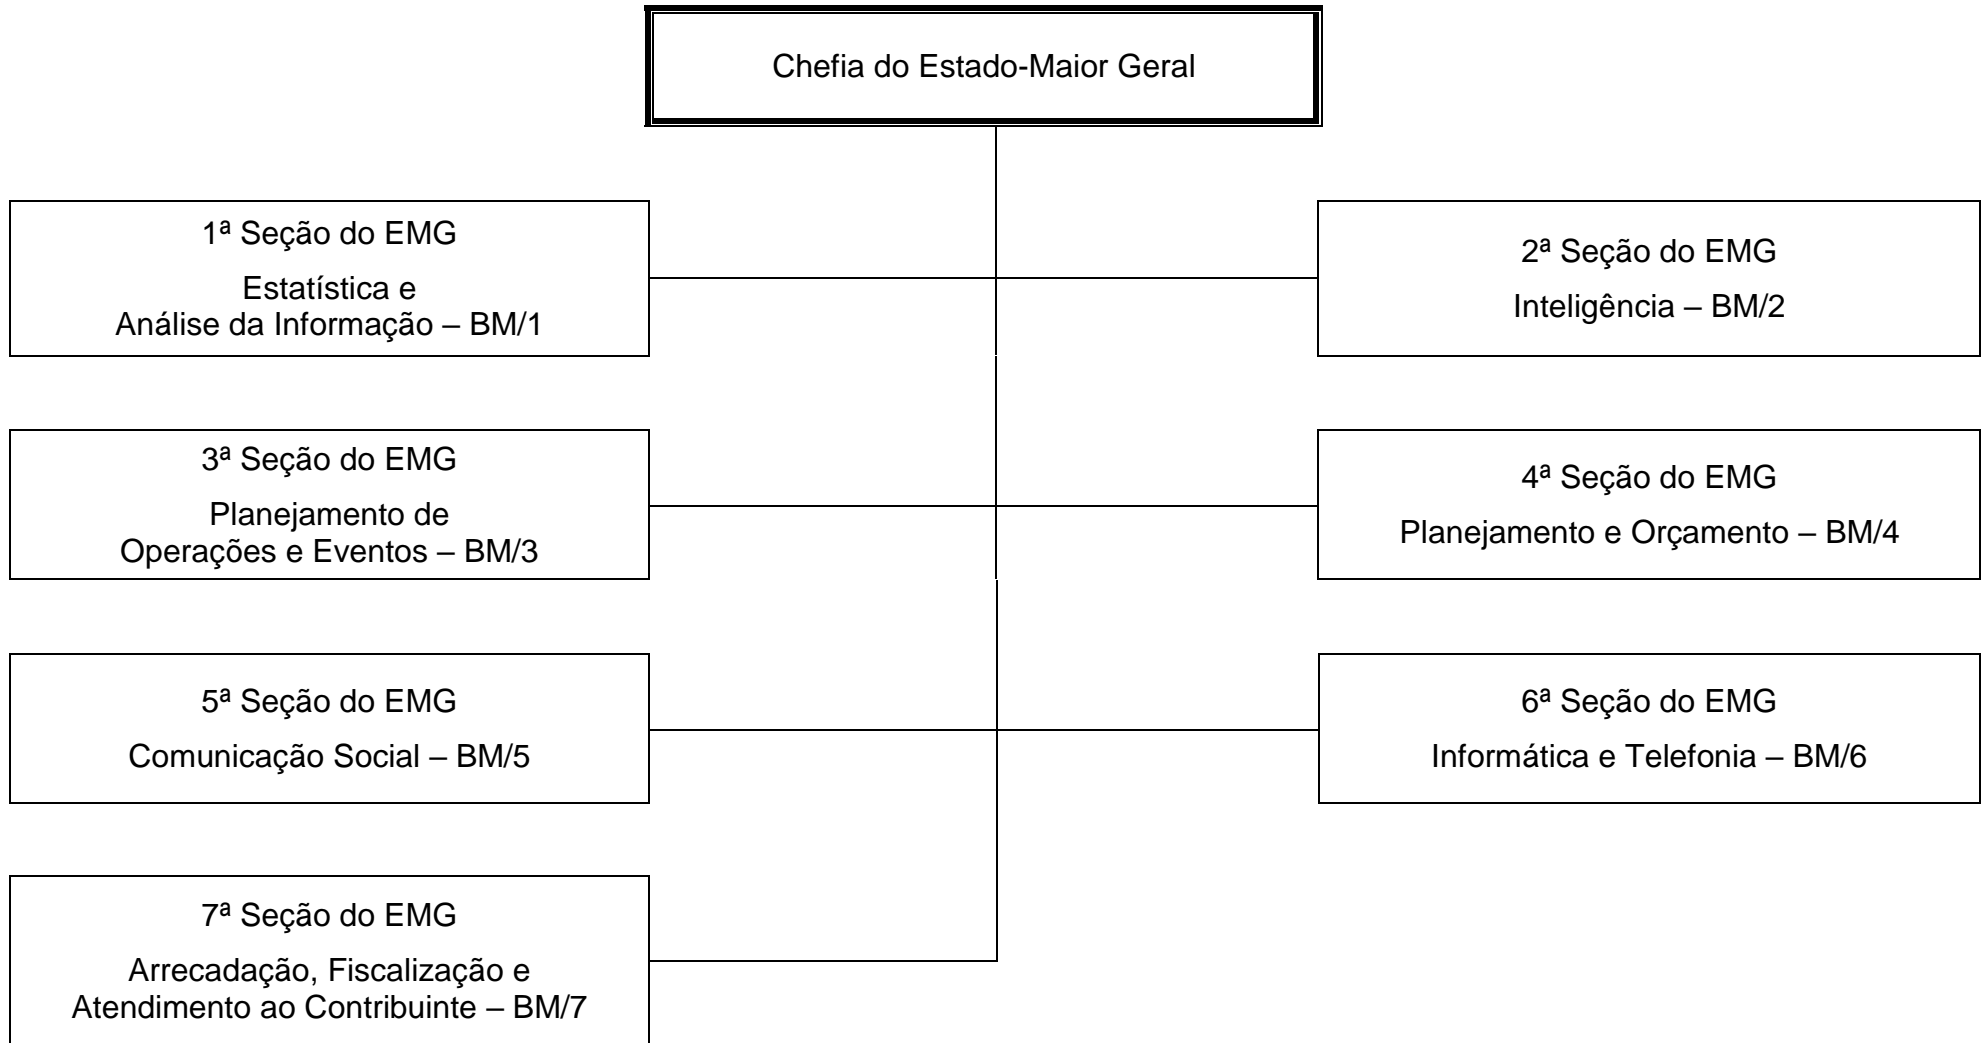 Chefia do Estado-Maior Geral
1ª Seção do EMG
Estatística e
Análise da Informação – BM/1
2ª Seção do EMG
Inteligência – BM/2
3ª Seção do EMG
Planejamento de
Operações e Eventos – BM/3
4ª Seção do EMG
Planejamento e Orçamento – BM/4
5ª Seção do EMG
Comunicação Social – BM/5
6ª Seção do EMG
Informática e Telefonia – BM/6
7ª Seção do EMG
Arrecadação, Fiscalização e
Atendimento ao Contribuinte – BM/7